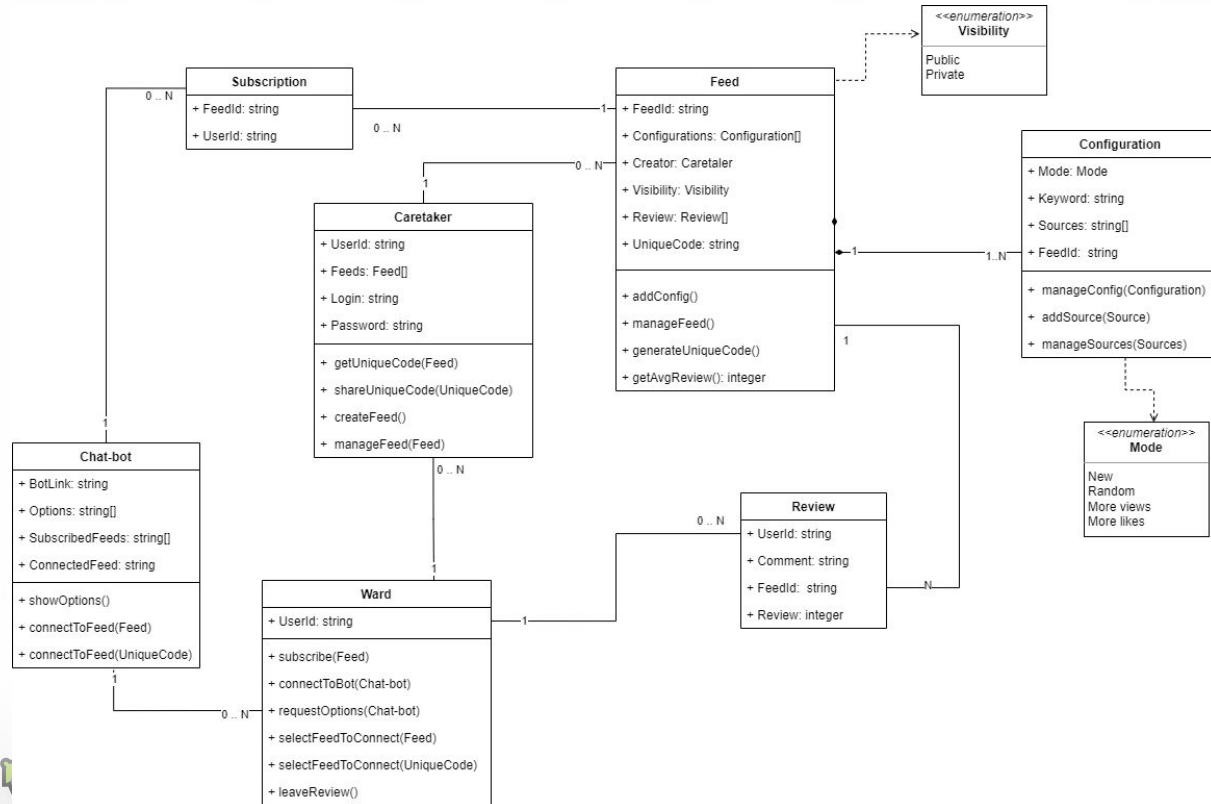 <<enumeration>>
Visibility
Public
Private
Subscription
+ FeedId: string
+ UserId: string
0 .. N
0 .. N
1
Feed
+ FeedId: string
+ Configurations: Configuration[]
+ Creator: Caretaler
+ Visibility: Visibility
+ Review: Review[]
+ UniqueCode: string
+ addConfig()
+ manageFeed()
+ generateUniqueCode()
+ getAvgReview(): integer
0 .. N
1
1
1..N
1
Configuration
+ Mode: Mode
+ Keyword: string
+ Sources: string[]
+ FeedId: string
+ manageConfig(Configuration)
+ addSource(Source)
+ manageSources(Sources)
Caretaker
+ UserId: string
+ Feeds: Feed[]
+ Login: string
+ Password: string
+ getUniqueCode(Feed)
+ shareUniqueCode(UniqueCode)
+ createFeed()
+ manageFeed(Feed)
0 .. N
1
<<enumeration>>
Mode
New
Random
More views
More likes
1
Chat-bot
+ BotLink: string
+ Options: string[]
+ SubscribedFeeds: string[]
+ ConnectedFeed: string
+ showOptions()
+ connectToFeed(Feed)
+ connectToFeed(UniqueCode)
1
0 .. N
Review
+ UserId: string
+ Comment: string
+ FeedId: string
+ Review: integer
0 .. N
N
1
Ward
+ UserId: string
+ subscribe(Feed)
+ connectToBot(Chat-bot)
+ requestOptions(Chat-bot)
+ selectFeedToConnect(Feed)
+ selectFeedToConnect(UniqueCode)
+ leaveReview()